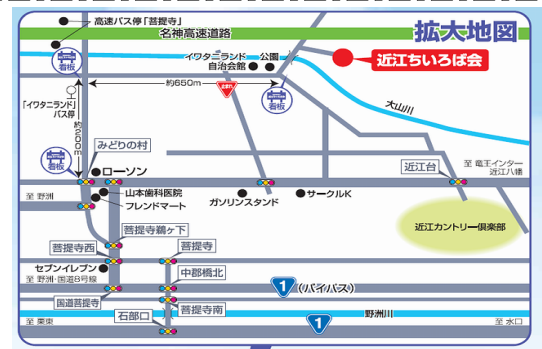 高速バス停「菩提寺」
名神高速道路
拡大地図
看板
イワタニランド
自治会館
公園
近江ちいろば会
約650m
止まれ
看板
「イワタニランド」
バス停
約200m
大山川
看板
みどりの村
ローソン
近江台
至 竜王インター
近江八幡
至 野洲
山本歯科医院
フレンドマート
ガソリンスタンド
サークルK
近江カントリー倶楽部
菩提寺鵜ヶ下
菩提寺西
菩提寺
セブンイレブン
中郡橋北
至 野洲・国道8号線
1
(バイパス)
国道菩提寺
菩提寺南
野洲川
至 栗東
石部口
1
至 水口